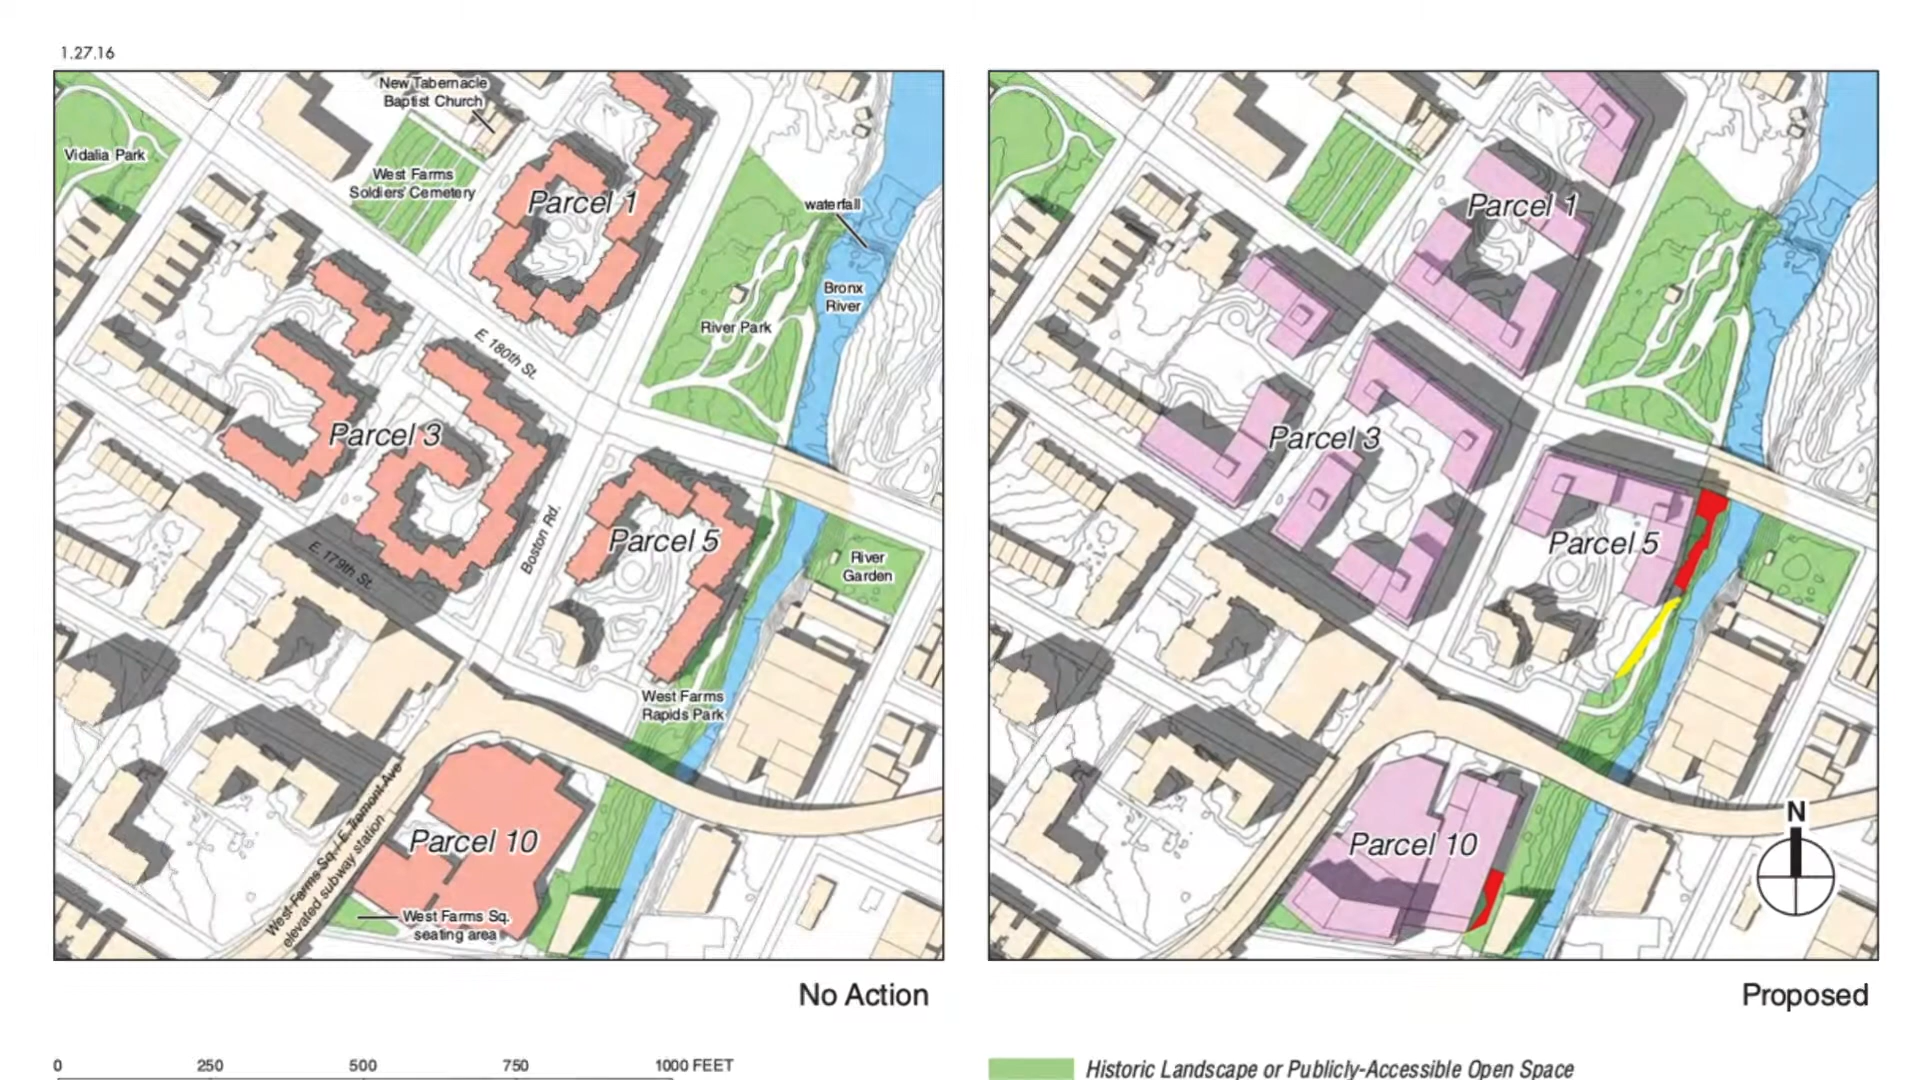 1.27.16
New Tabernacle
Baptist Church
Vidalia Park
West Farms
Soldiers' Cemetery
Parcel 1
waterfall
Bronx
River
River Park
E. 180th St.
Parcel 3
Boston Rd.
Parcel 5
River
Garden
E. 179th St.
West Farms
Rapids Park
West Farms Sq. / E. Tremont Ave
elevated subway station
Parcel 10
West Farms Sq.
seating area
No Action
Parcel 1
Parcel 3
Parcel 5
Parcel 10
N
Proposed
0 250 500 750 1000 FEET
Historic Landscape or Publicly-Accessible Open Space